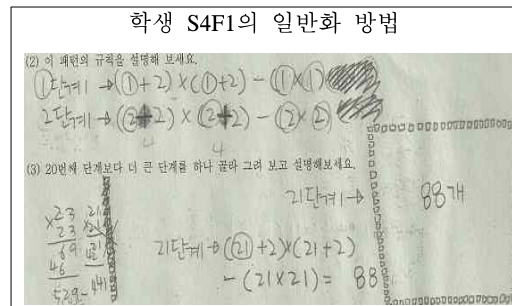 학생 S4F1의 일반화 방법
(2) 이 패턴의 규칙을 설명해 보세요.
①단계 → (①+2)×(①+2)-(①×①)
2단계 → (②+2)×(②+2)-(②×②)
4 4
(3) 20번째 단계보다 더 큰 단계를 하나 골라 그려 보고 설명해보세요.
21단계 → 88개
23 21
×23 ×21
69 21
46 441
529
21단계 → (㉑+2)×(21+2)
-(21×21)= 88